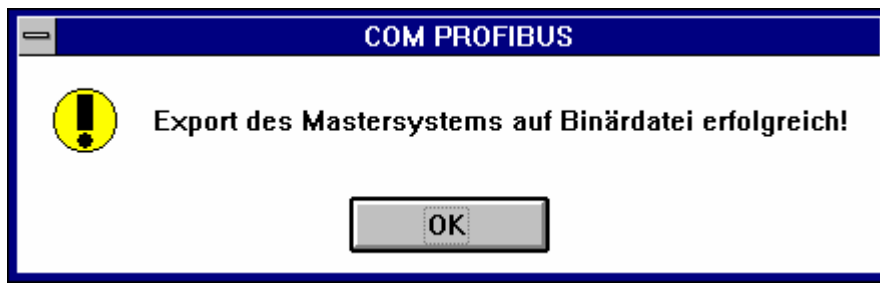 COM PROFIBUS
Export des Mastersystems auf Binärdatei erfolgreich!
OK